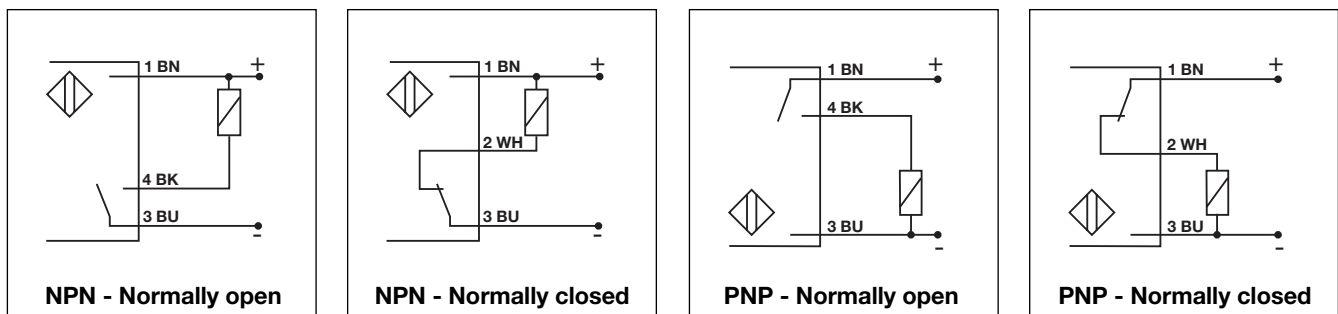 1 BN
+
4 BK
3 BU
-
NPN - Normally open
1 BN
+
2 WH
3 BU
-
NPN - Normally closed
1 BN
+
4 BK
3 BU
-
PNP - Normally open
1 BN
+
2 WH
3 BU
-
PNP - Normally closed